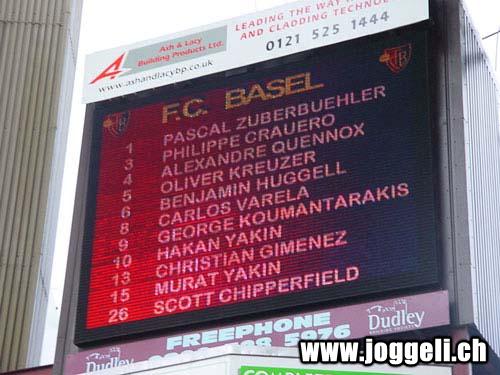 LEADING THE WAY IN
AND CLADDING TECHNO
Ash & Lacy
Building Products Ltd.
0121 525 1444
www.ashandlacybp.co.uk
F.C. BASEL
1 PASCAL ZUBERBUEHLER
3 PHILIPPE CRAUERO
4 ALEXANDRE QUENNOX
5 OLIVER KREUZER
6 BENJAMIN HUGGELL
8 CARLOS VARELA
9 GEORGE KOUMANTARAKIS
10 HAKAN YAKIN
13 CHRISTIAN GIMENEZ
15 MURAT YAKIN
26 SCOTT CHIPPERFIELD
Dudley
FREEPHONE
Dudley
5976
www.joggeli.ch